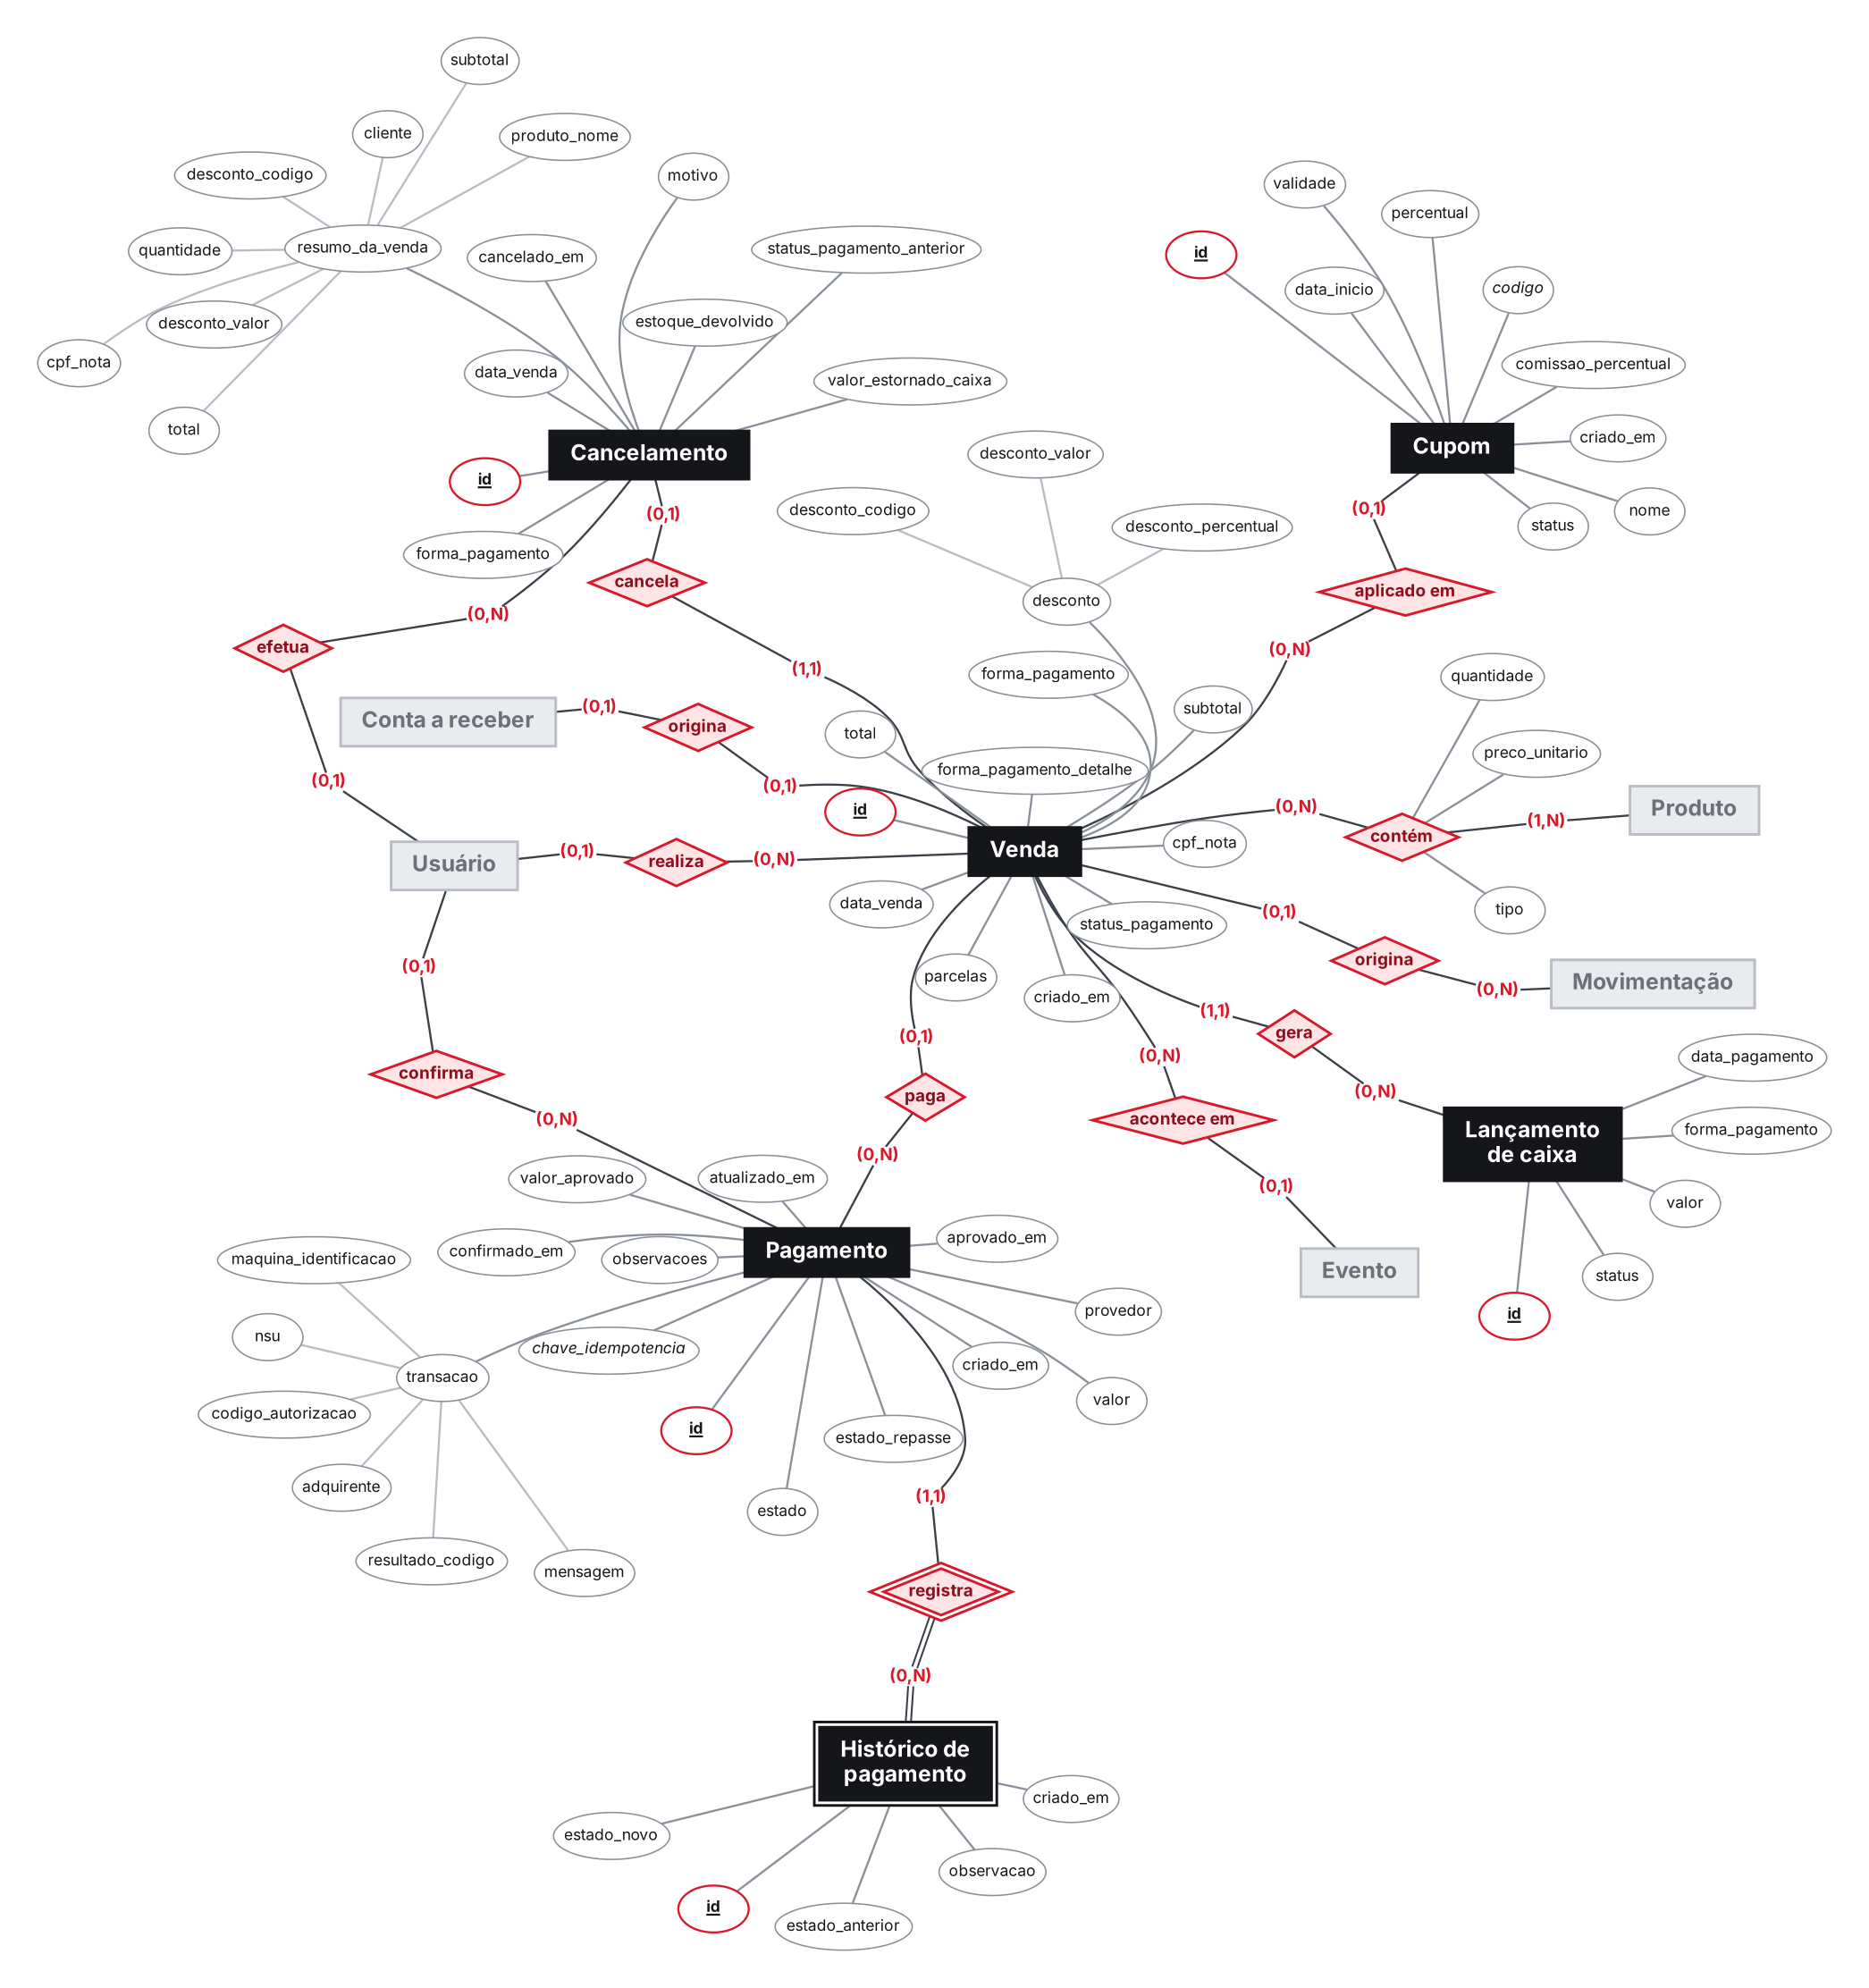 subtotal
cliente
produto_nome
desconto_codigo
motivo
validade
percentual
quantidade
resumo_da_venda
cancelado_em
status_pagamento_anterior
id
data_inicio
codigo
desconto_valor
estoque_devolvido
cpf_nota
data_venda
valor_estornado_caixa
comissao_percentual
total
Cancelamento
desconto_valor
Cupom
criado_em
id
(0,1)
desconto_codigo
desconto_percentual
(0,1)
status
nome
forma_pagamento
cancela
desconto
aplicado em
(0,N)
efetua
(1,1)
forma_pagamento
(0,N)
quantidade
Conta a receber
(0,1)
origina
total
subtotal
preco_unitario
(0,1)
(0,1)
forma_pagamento_detalhe
id
(0,N)
contém
(1,N)
Produto
Usuário
(0,1)
realiza
(0,N)
Venda
cpf_nota
data_venda
status_pagamento
(0,1)
tipo
(0,1)
parcelas
criado_em
origina
(0,N)
Movimentação
(1,1)
gera
(0,1)
(0,N)
data_pagamento
confirma
paga
(0,N)
(0,N)
acontece em
forma_pagamento
Lançamento
de caixa
(0,N)
valor_aprovado
atualizado_em
(0,1)
valor
confirmado_em
observacoes
Pagamento
aprovado_em
maquina_identificacao
Evento
status
provedor
id
nsu
chave_idempotencia
criado_em
transacao
valor
codigo_autorizacao
id
estado_repasse
adquirente
estado
(1,1)
resultado_codigo
mensagem
registra
(0,N)
Histórico de
pagamento
criado_em
estado_novo
observacao
id
estado_anterior